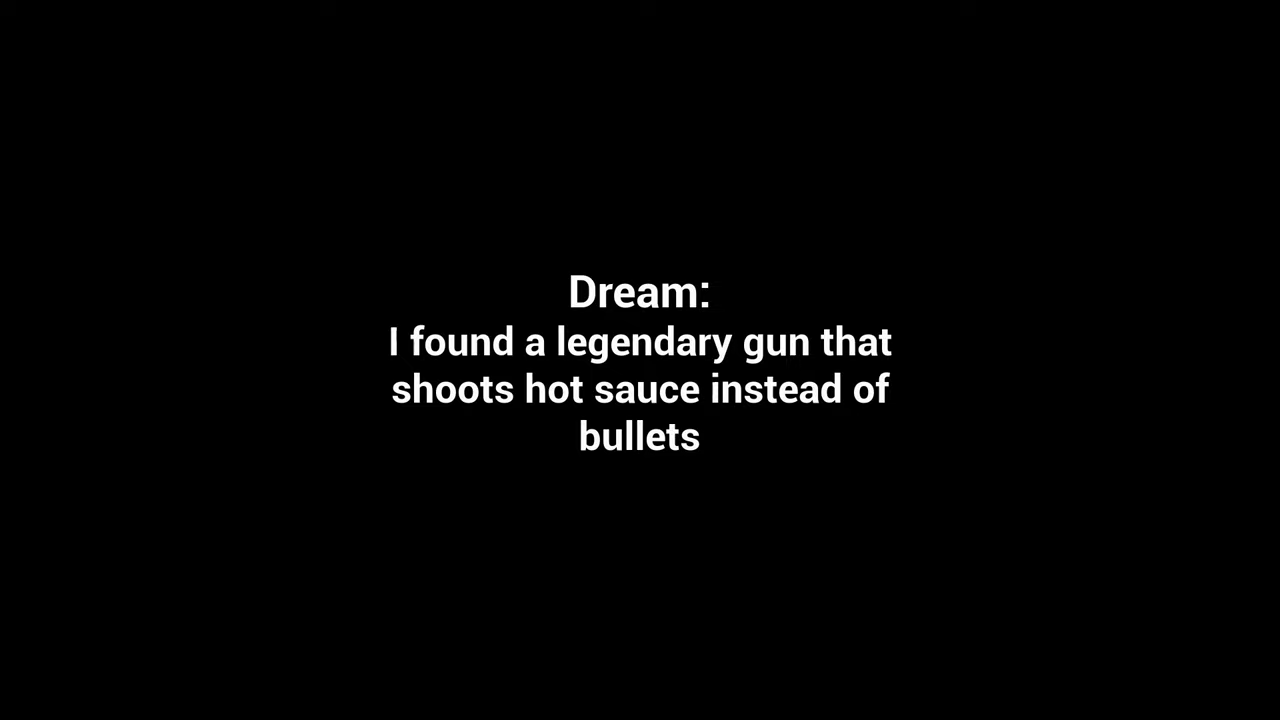 Dream:
I found a legendary gun that
shoots hot sauce instead of
bullets